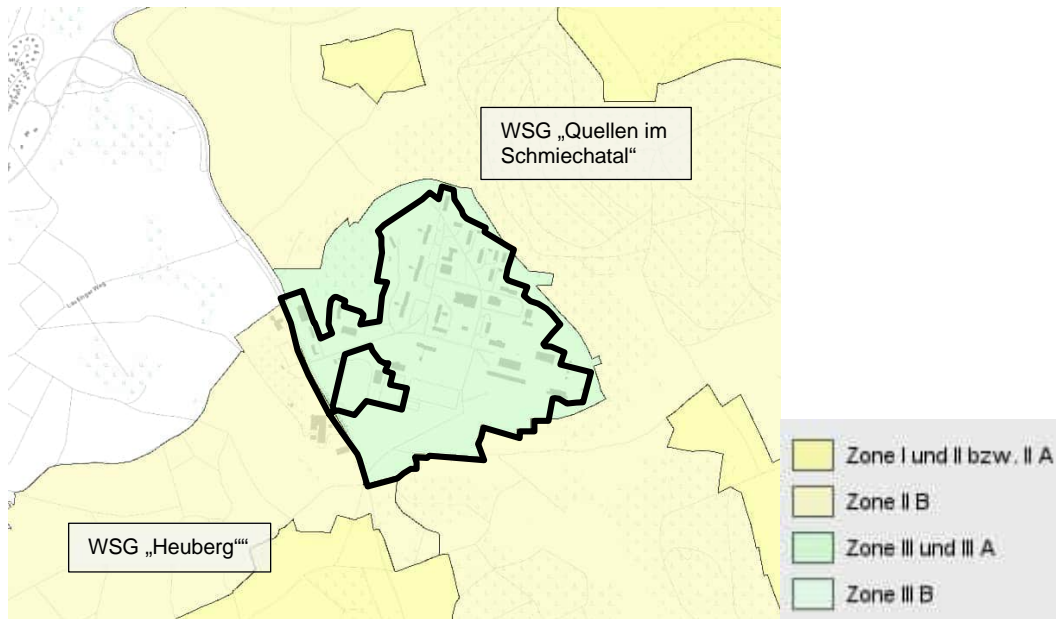 WSG „Quellen im
Schmiechatal“
WSG „Heuberg““
Zone I und II bzw. II A
Zone II B
Zone III und III A
Zone III B